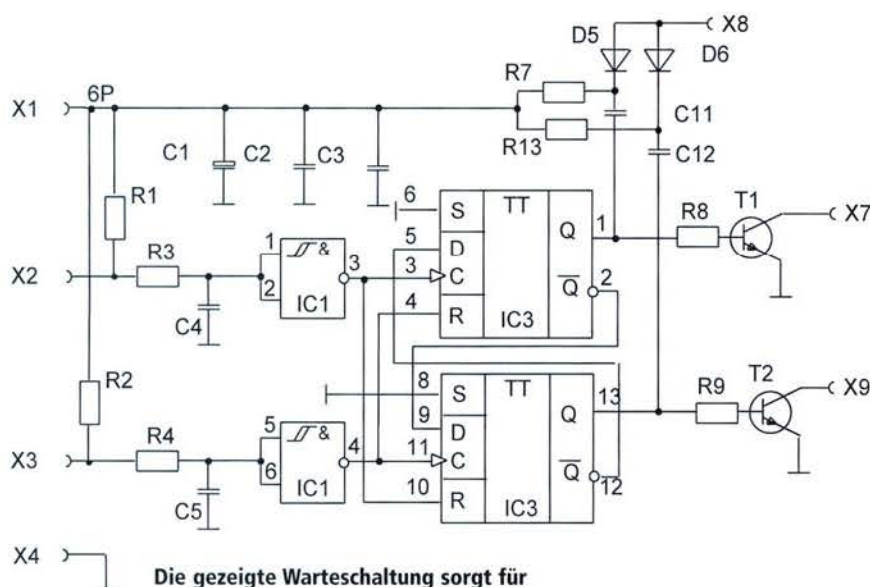 X8
D5
D6
R7
6P
X1
C11
C1
C2
C3
R13
C12
R1
6
S
TT
Q
1
R8
T1
X7
5
D
1
&
3
3
C
2
X2
R3
2
IC1
4
R
IC3
Q
C4
R2
8
S
TT
13
R9
T2
X9
9
D
Q
X3
R4
5
&
4
11
C
6
IC1
10
R
IC3
Q
12
C5
X4
Die gezeigte Warteschaltung sorgt für